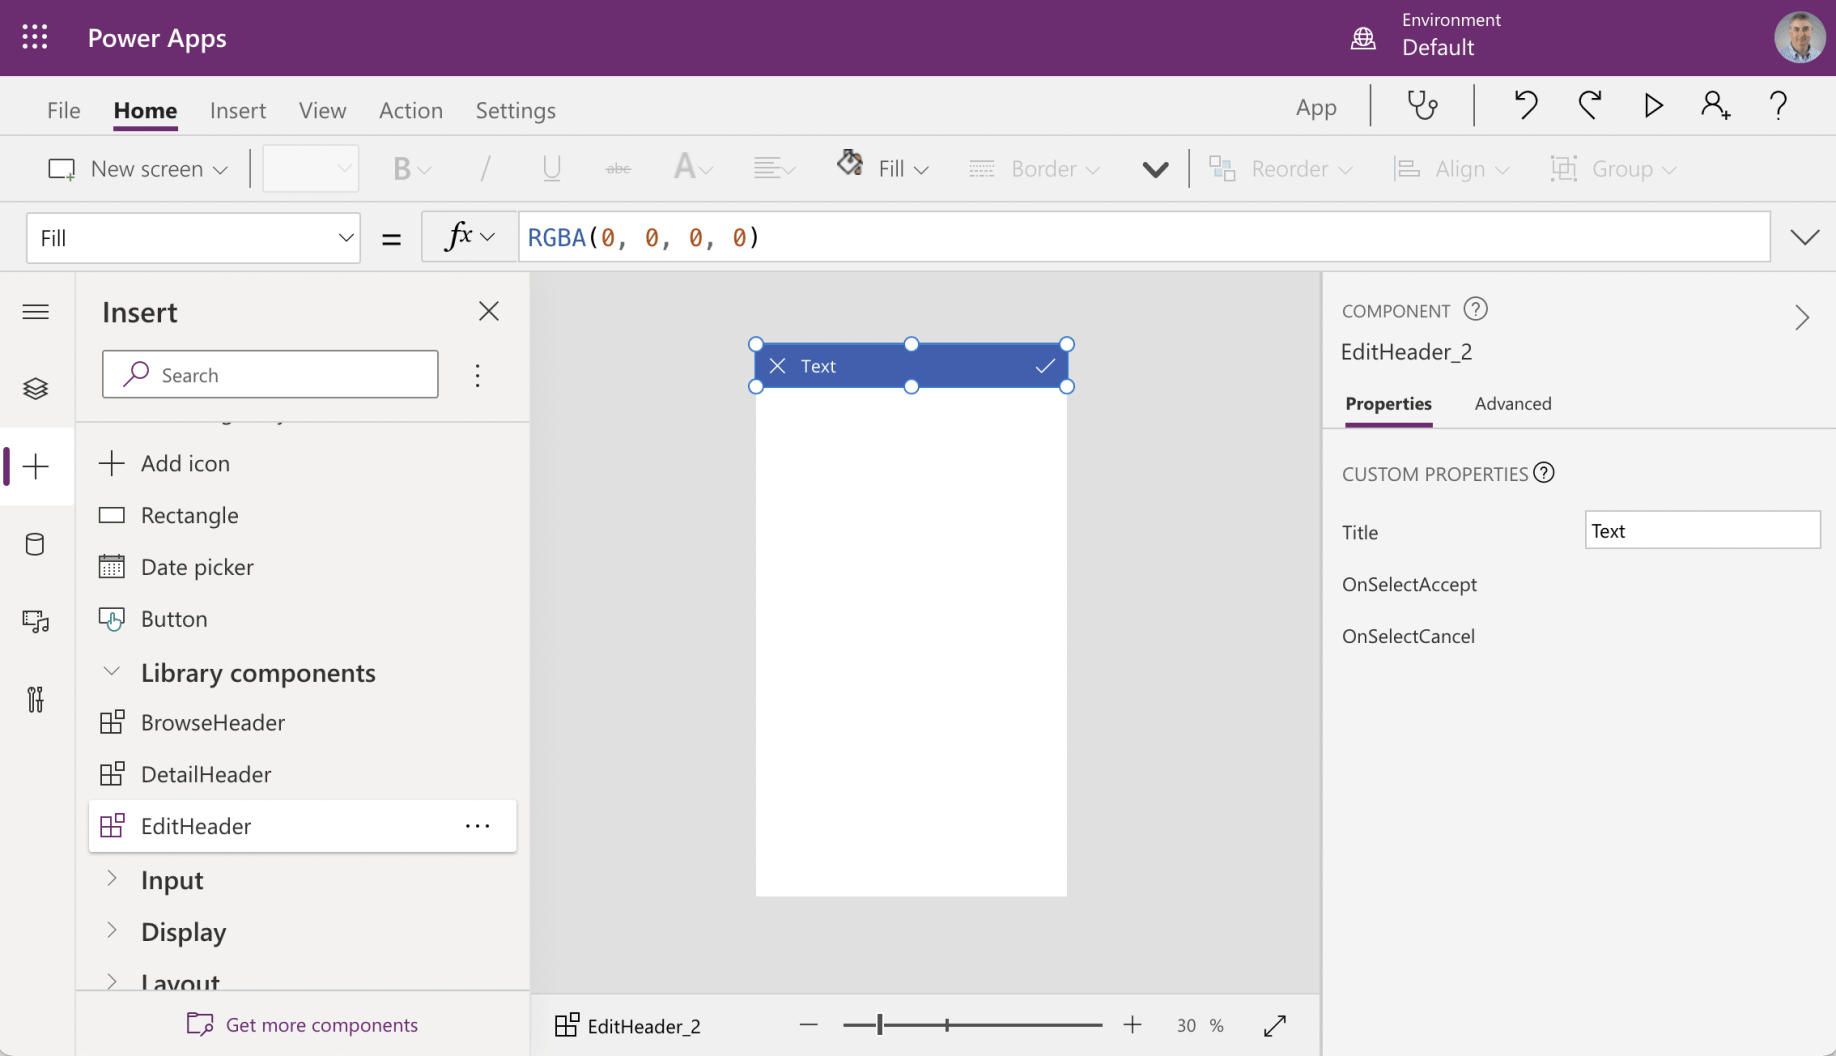 Power Apps
Environment
Default
File Home Insert View Action Settings
App
New screen
B / U abc A
Fill
Border
Reorder
Align
Group
Fill
= fx RGBA(0, 0, 0, 0)
Insert
Search
Add icon
Rectangle
Date picker
Button
Library components
BrowseHeader
DetailHeader
EditHeader
Input
Display
Layout
Get more components
Text
EditHeader_2
30 %
COMPONENT
EditHeader_2
Properties Advanced
CUSTOM PROPERTIES
Title Text
OnSelectAccept
OnSelectCancel